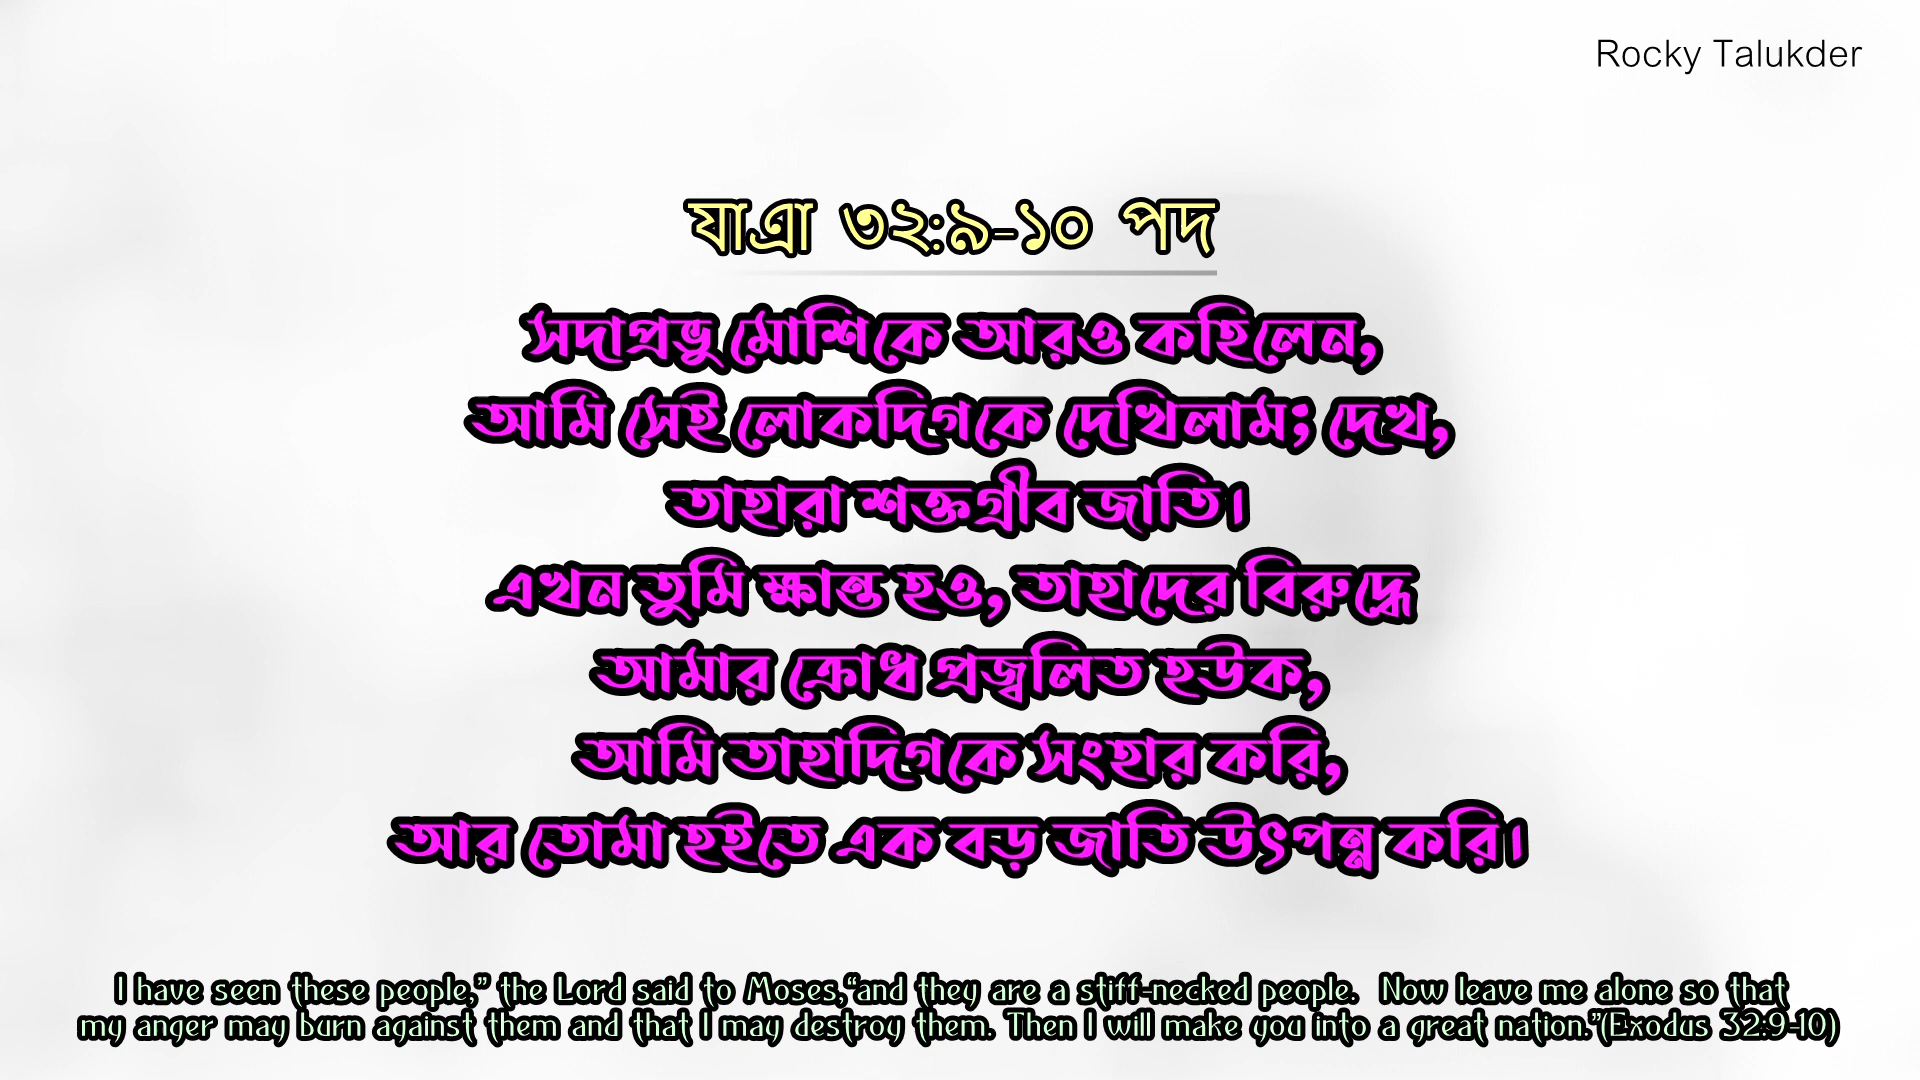 Rocky Talukder
যাত্রা ৩২:৯-১০ পদ
সদাপ্রভু মোশিকে আরও কহিলেন,
আমি সেই লোকদিগকে দেখিলাম; দেখ,
তাহারা শক্তগ্রীব জাতি।
এখন তুমি ক্ষান্ত হও, তাহাদের বিরুদ্ধে
আমার ক্রোধ প্রজ্বলিত হউক,
আমি তাহাদিগকে সংহার করি,
আর তোমা হইতে এক বড় জাতি উৎপন্ন করি।
I have seen these people,” the Lord said to Moses,“and they are a stiff-necked people. Now leave me alone so that
my anger may burn against them and that I may destroy them. Then I will make you into a great nation.”(Exodus 32:9-10)